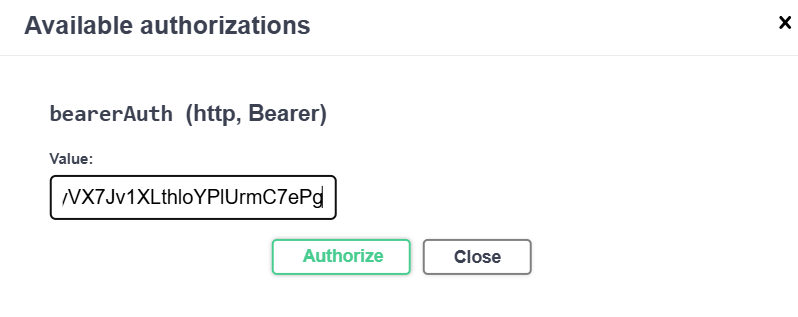 Available authorizations
bearerAuth (http, Bearer)
Value:
VX7Jv1XLthloYPlUrmC7ePg
Authorize
Close